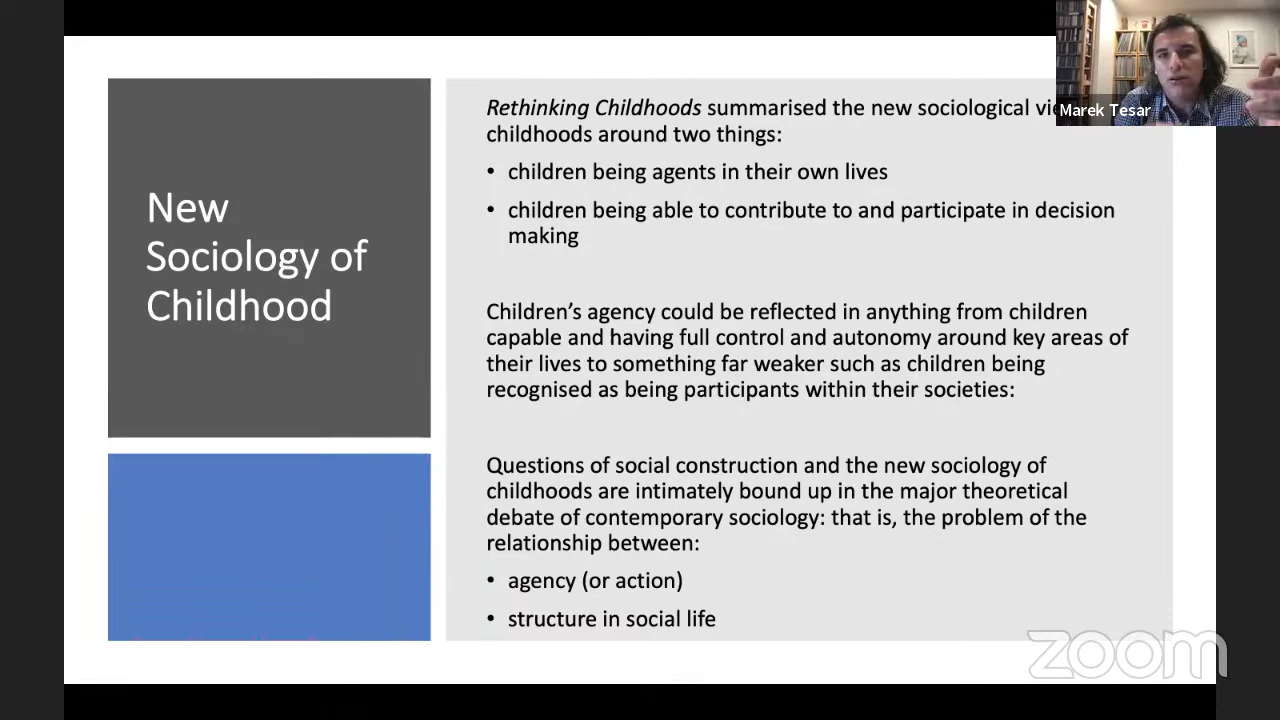 New
Sociology of
Childhood
Rethinking Childhoods summarised the new sociological
childhoods around two things:
• children being agents in their own lives
• children being able to contribute to and participate in decision
making
Children's agency could be reflected in anything from children
capable and having full control and autonomy around key areas of
their lives to something far weaker such as children being
recognised as being participants within their societies:
Questions of social construction and the new sociology of
childhoods are intimately bound up in the major theoretical
debate of contemporary sociology: that is, the problem of the
relationship between:
• agency (or action)
• structure in social life
Marek Tesar
zoom